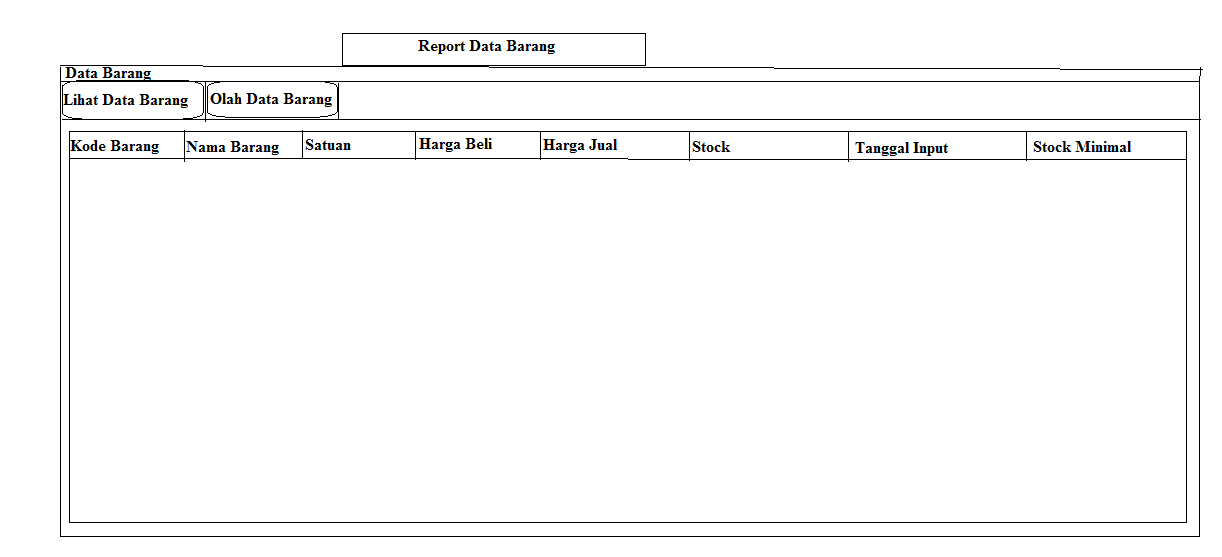 Report Data Barang
Data Barang
Lihat Data Barang Olah Data Barang
Kode Barang Nama Barang Satuan Harga Beli Harga Jual Stock Tanggal Input Stock Minimal